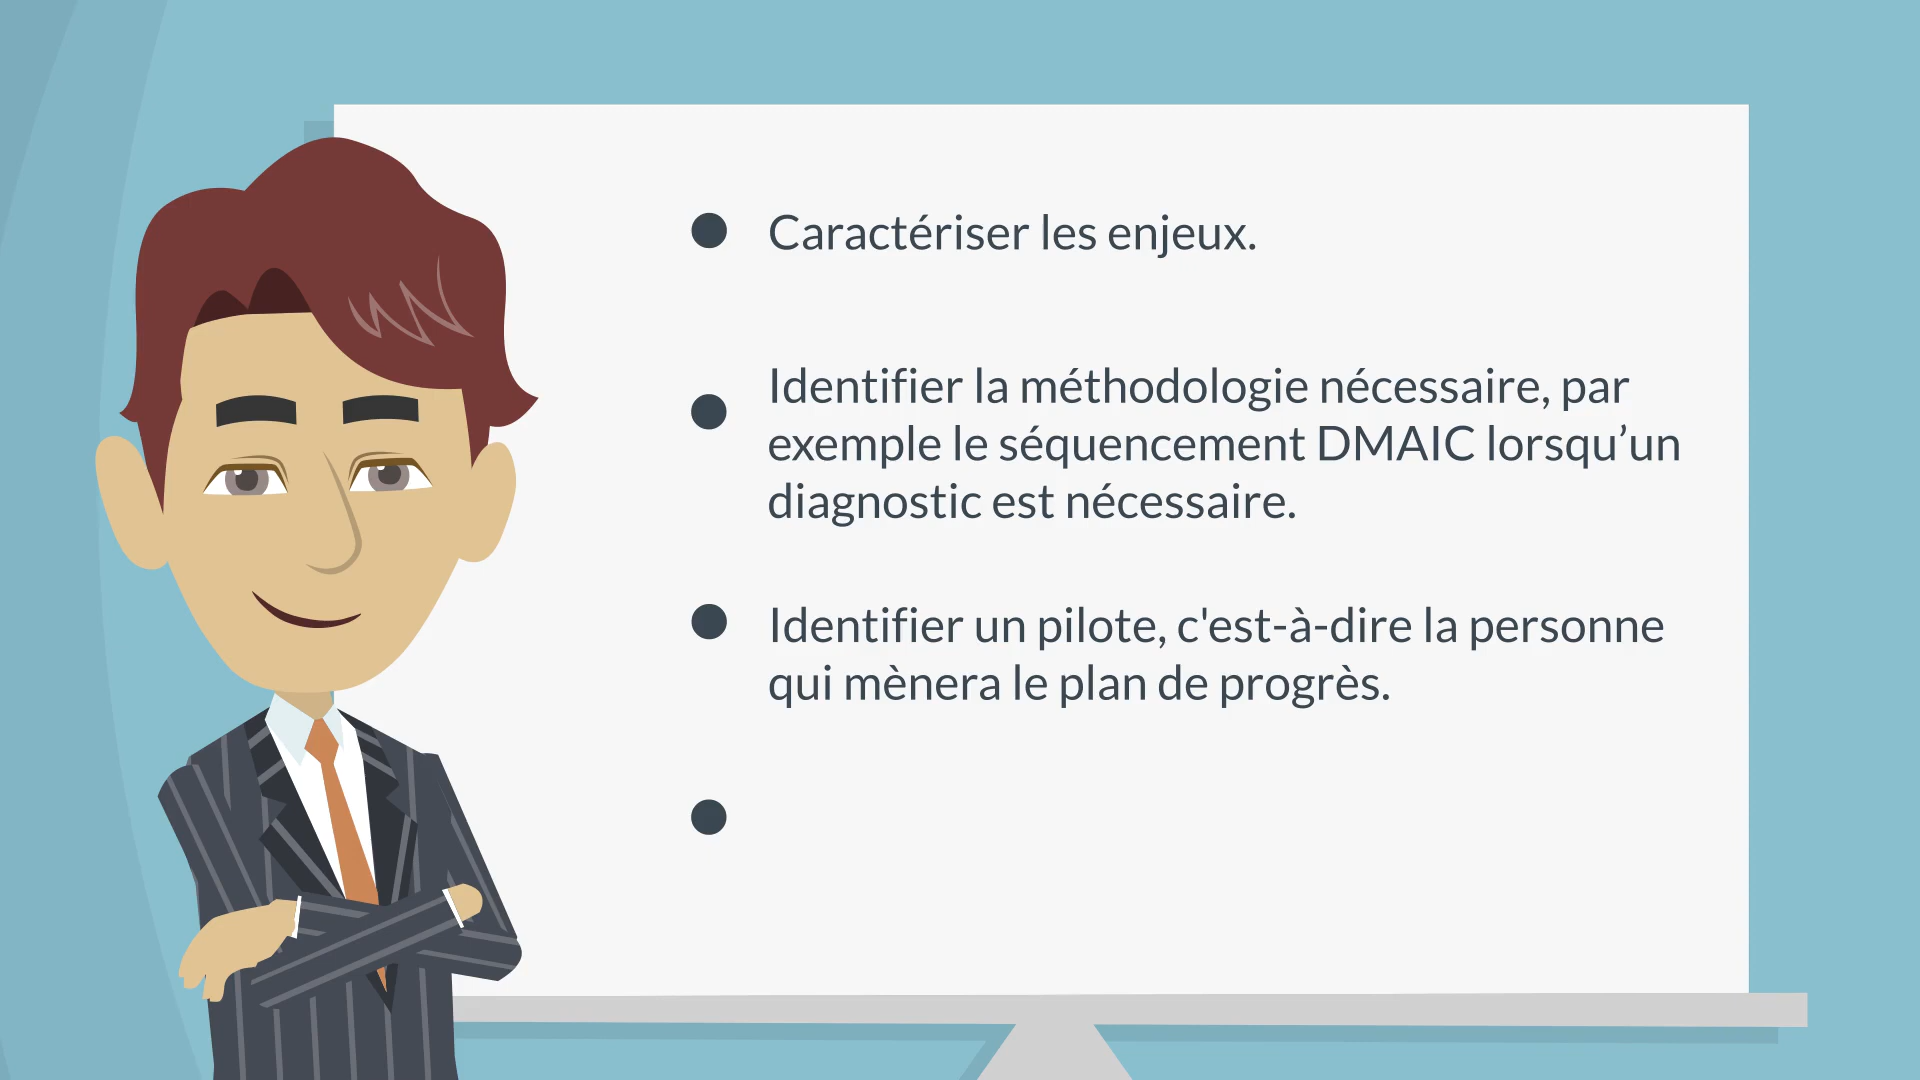 Caractériser les enjeux.
Identifier la méthodologie nécessaire, par
exemple le séquencement DMAIC lorsqu’un
diagnostic est nécessaire.
Identifier un pilote, c'est-à-dire la personne
qui mènera le plan de progrès.